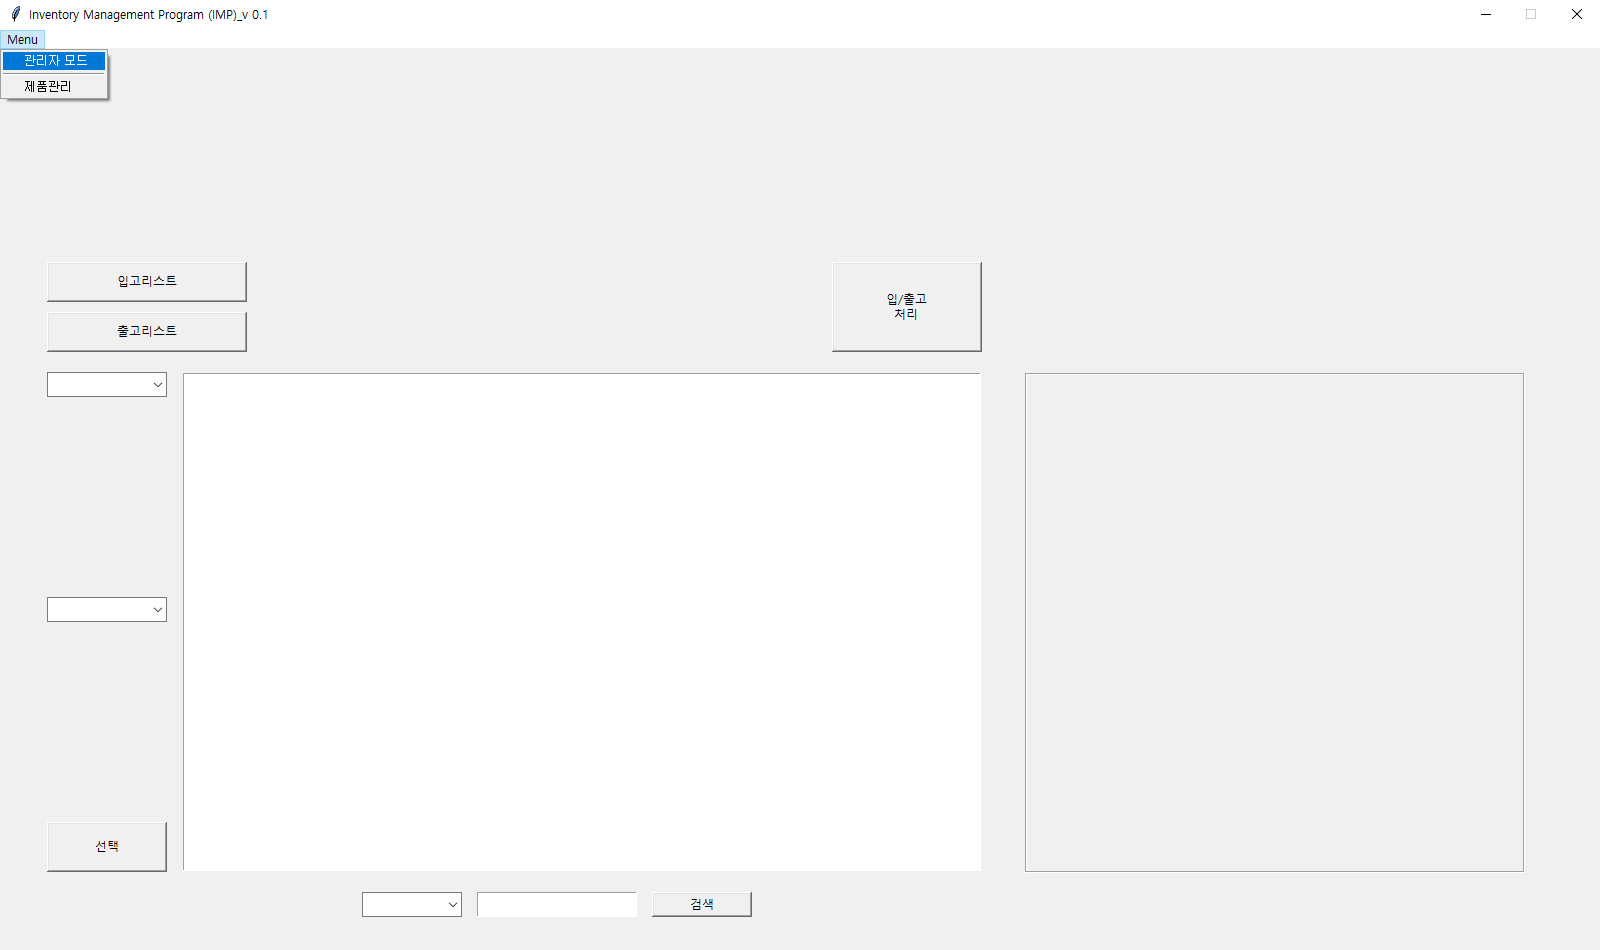 Inventory Management Program (IMP)_v 0.1
Menu
관리자 모드
제품관리
입고리스트
출고리스트
입/출고
처리
선택
검색